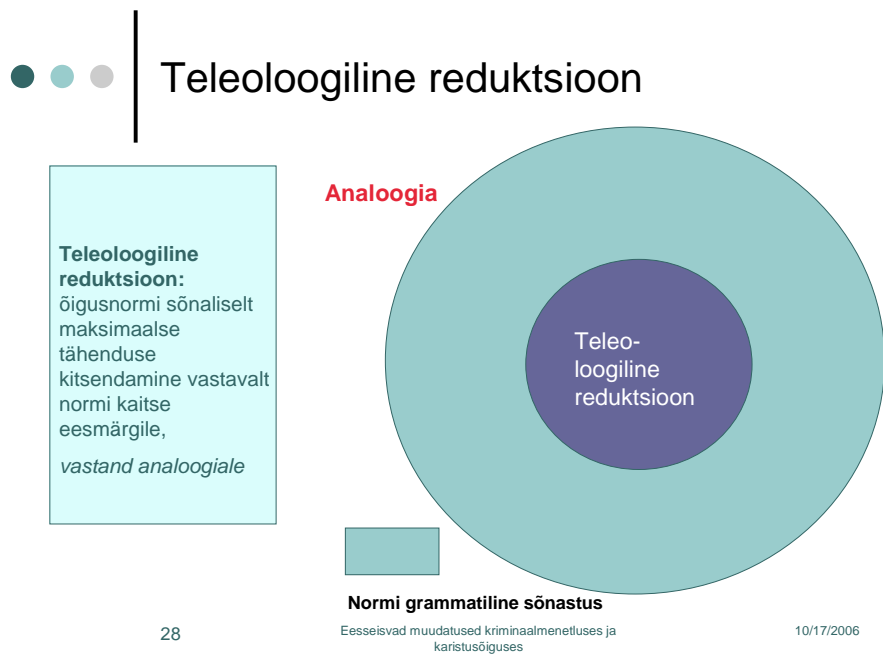 Teleoloogiline reduktsioon
Teleoloogiline
reduktsioon:
õigusnormi sõnaliselt
maksimaalse
tähenduse
kitsendamine vastavalt
normi kaitse
eesmärgile,
vastand analoogiale
Analoogia
Teleo-
loogiline
reduktsioon
Normi grammatiline sõnastus
28
Eesseisvad muudatused kriminaalmenetluses ja
karistusõiguses
10/17/2006